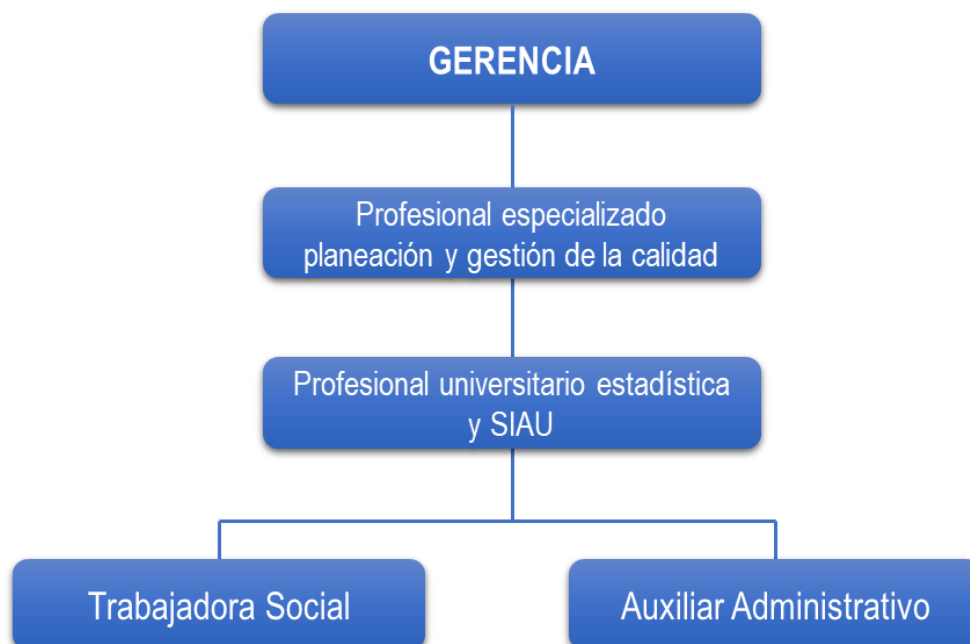 GERENCIA
Profesional especializado
planeación y gestión de la calidad
Profesional universitario estadística
y SIAU
Trabajadora Social
Auxiliar Administrativo